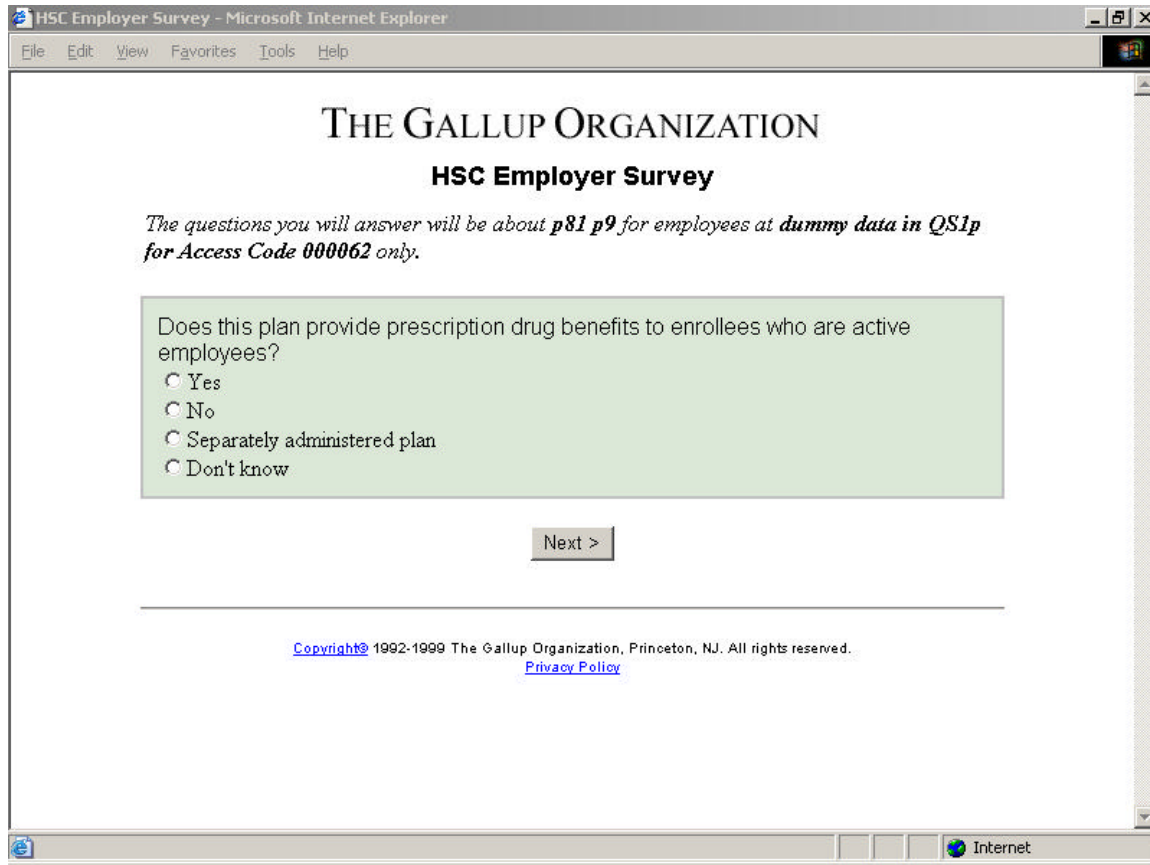 HSC Employer Survey - Microsoft Internet Explorer
File Edit View Favorites Tools Help
THE GALLUP ORGANIZATION
HSC Employer Survey
The questions you will answer will be about p81 p9 for employees at dummy data in QS1p
for Access Code 000062 only.
Does this plan provide prescription drug benefits to enrollees who are active
employees?
Yes
No
Separately administered plan
Don't know
Next >
Copyright© 1992-1999 The Gallup Organization, Princeton, NJ. All rights reserved.
Privacy Policy
Internet